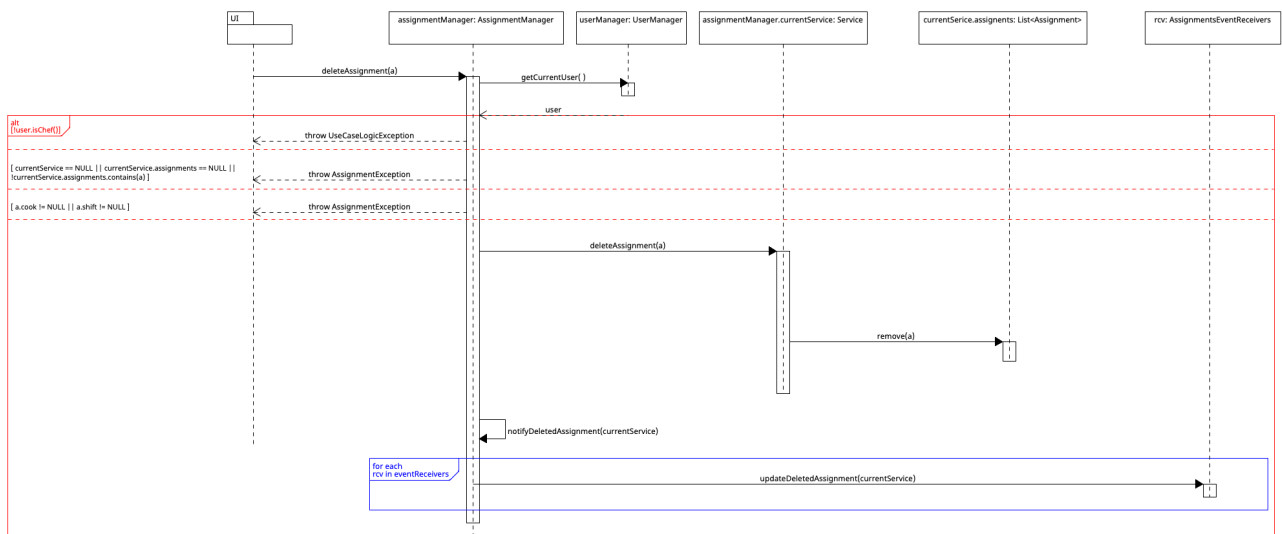 UI
assignmentManager: AssignmentManager
userManager: UserManager
assignmentManager.currentService: Service
currentSerice.assignents: List<Assignment>
rcv: AssignmentsEventReceivers
deleteAssignment(a)
getCurrentUser( )
user
alt
[!user.isChef()]
throw UseCaseLogicException
[ currentService == NULL || currentService.assignments == NULL ||
!currentService.assignments.contains(a) ]
throw AssignmentException
[ a.cook != NULL || a.shift != NULL ]
throw AssignmentException
deleteAssignment(a)
remove(a)
notifyDeletedAssignment(currentService)
for each
rcv in eventReceivers
updateDeletedAssignment(currentService)